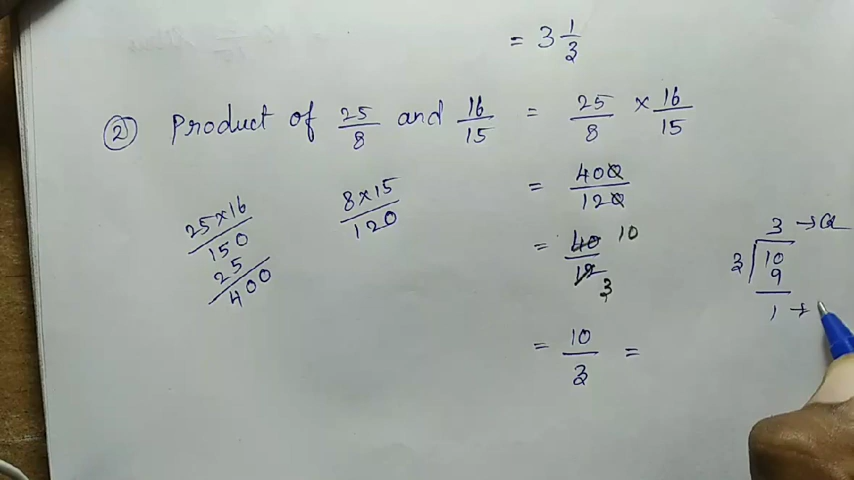 = 3 1/3
② Product of 25/8 and 16/15 = 25/8 × 16/15
= 400/120
25×16
150
25
400
8×15
120
= 40/12 10/3
= 10/3 =
3 → Q
3 10
9
1 →